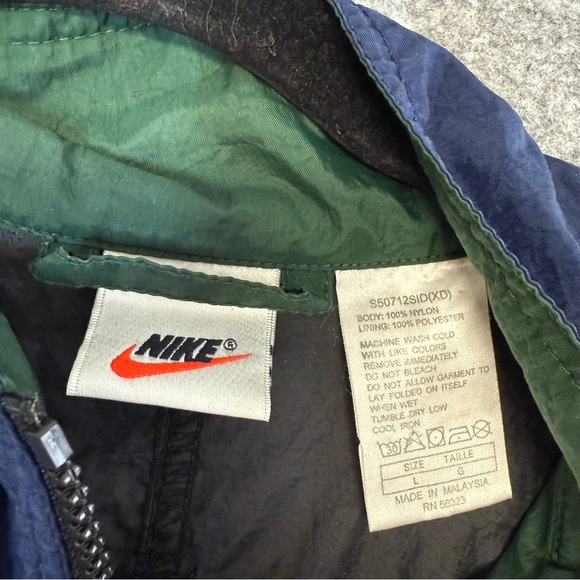 NIKE®
S50712SID(XD)
BODY: 100% NYLON
LINING: 100% POLYESTER
MACHINE WASH COLD
WITH LIKE COLORS
REMOVE IMMEDIATELY
DO NOT BLEACH
DO NOT ALLOW GARMENT TO
LAY FOLDED ON ITSELF
WHEN WET
TUMBLE DRY LOW
COOL IRON
SIZE TAILLE
L G
MADE IN MALAYSIA
RN 56323